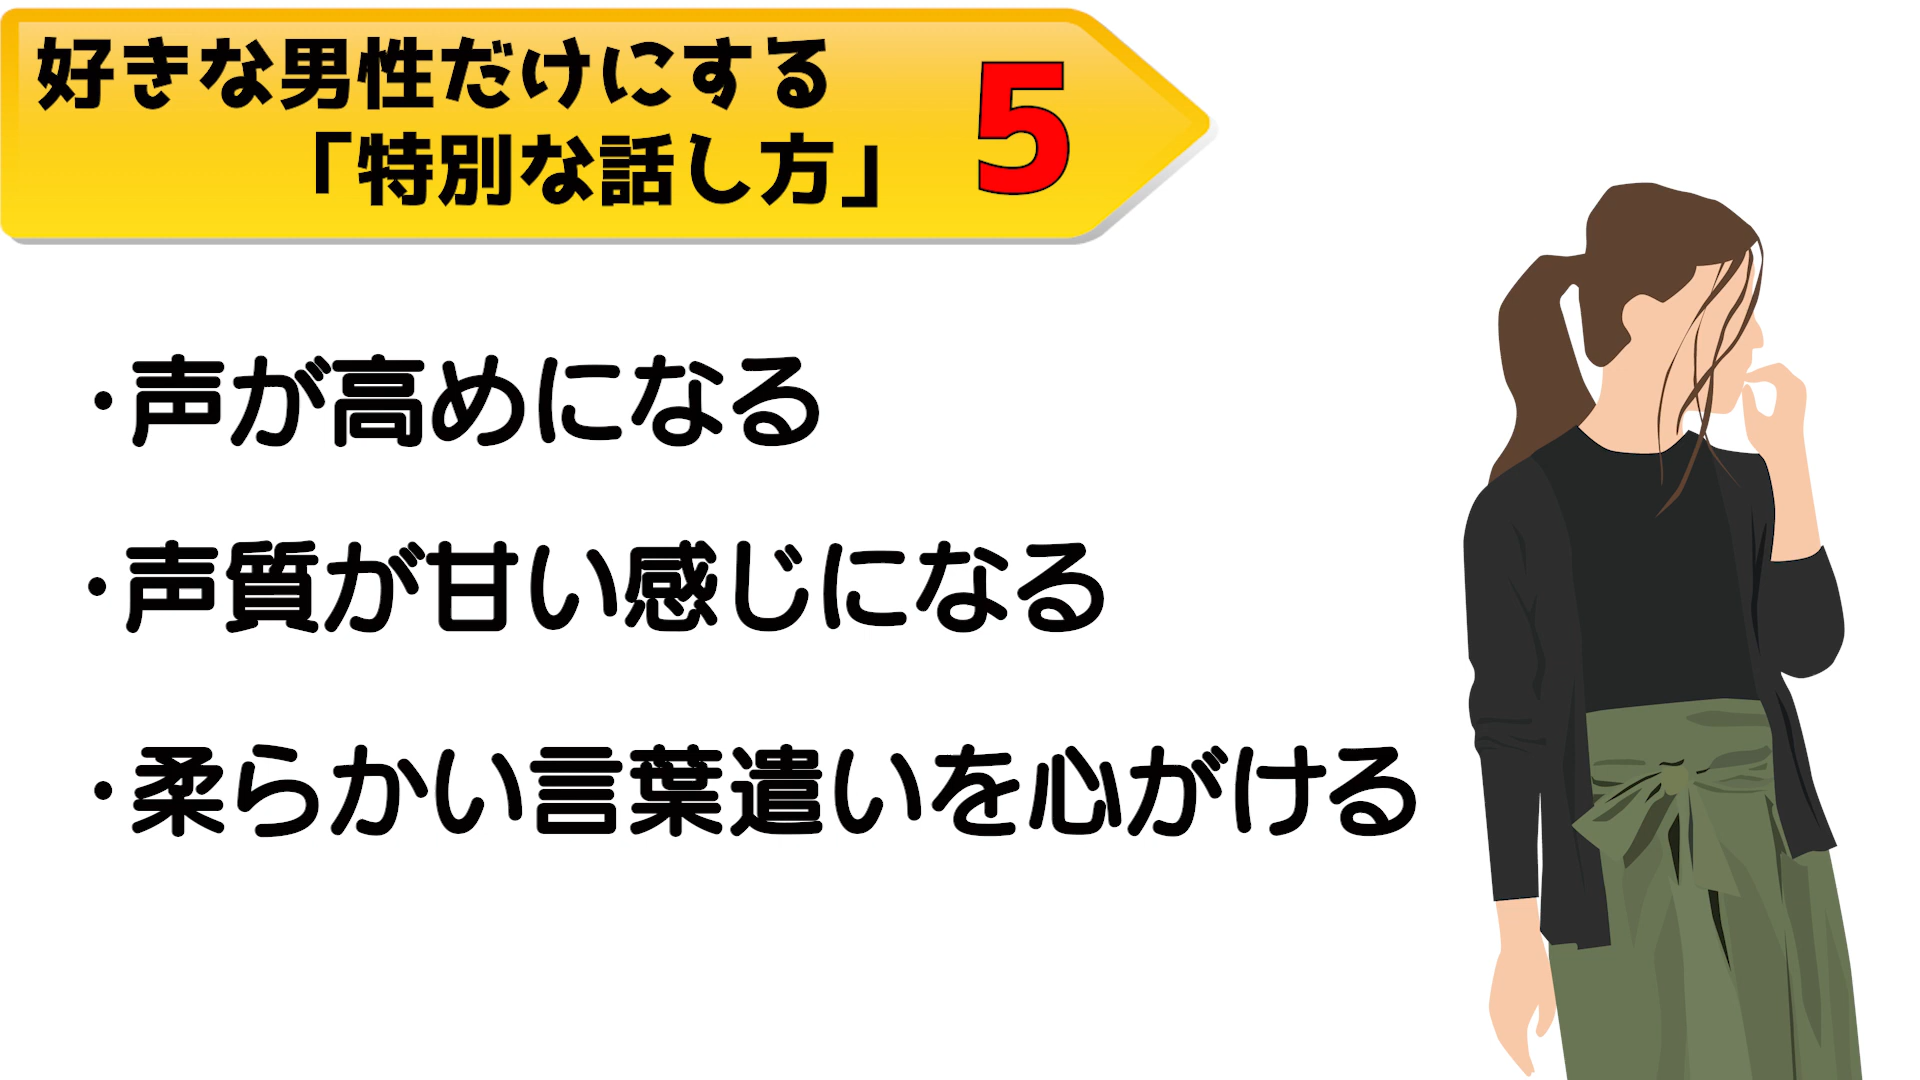 好きな男性だけにする
「特別な話し方」
5
・声が高めになる
・声質が甘い感じになる
・柔らかい言葉遣いを心がける